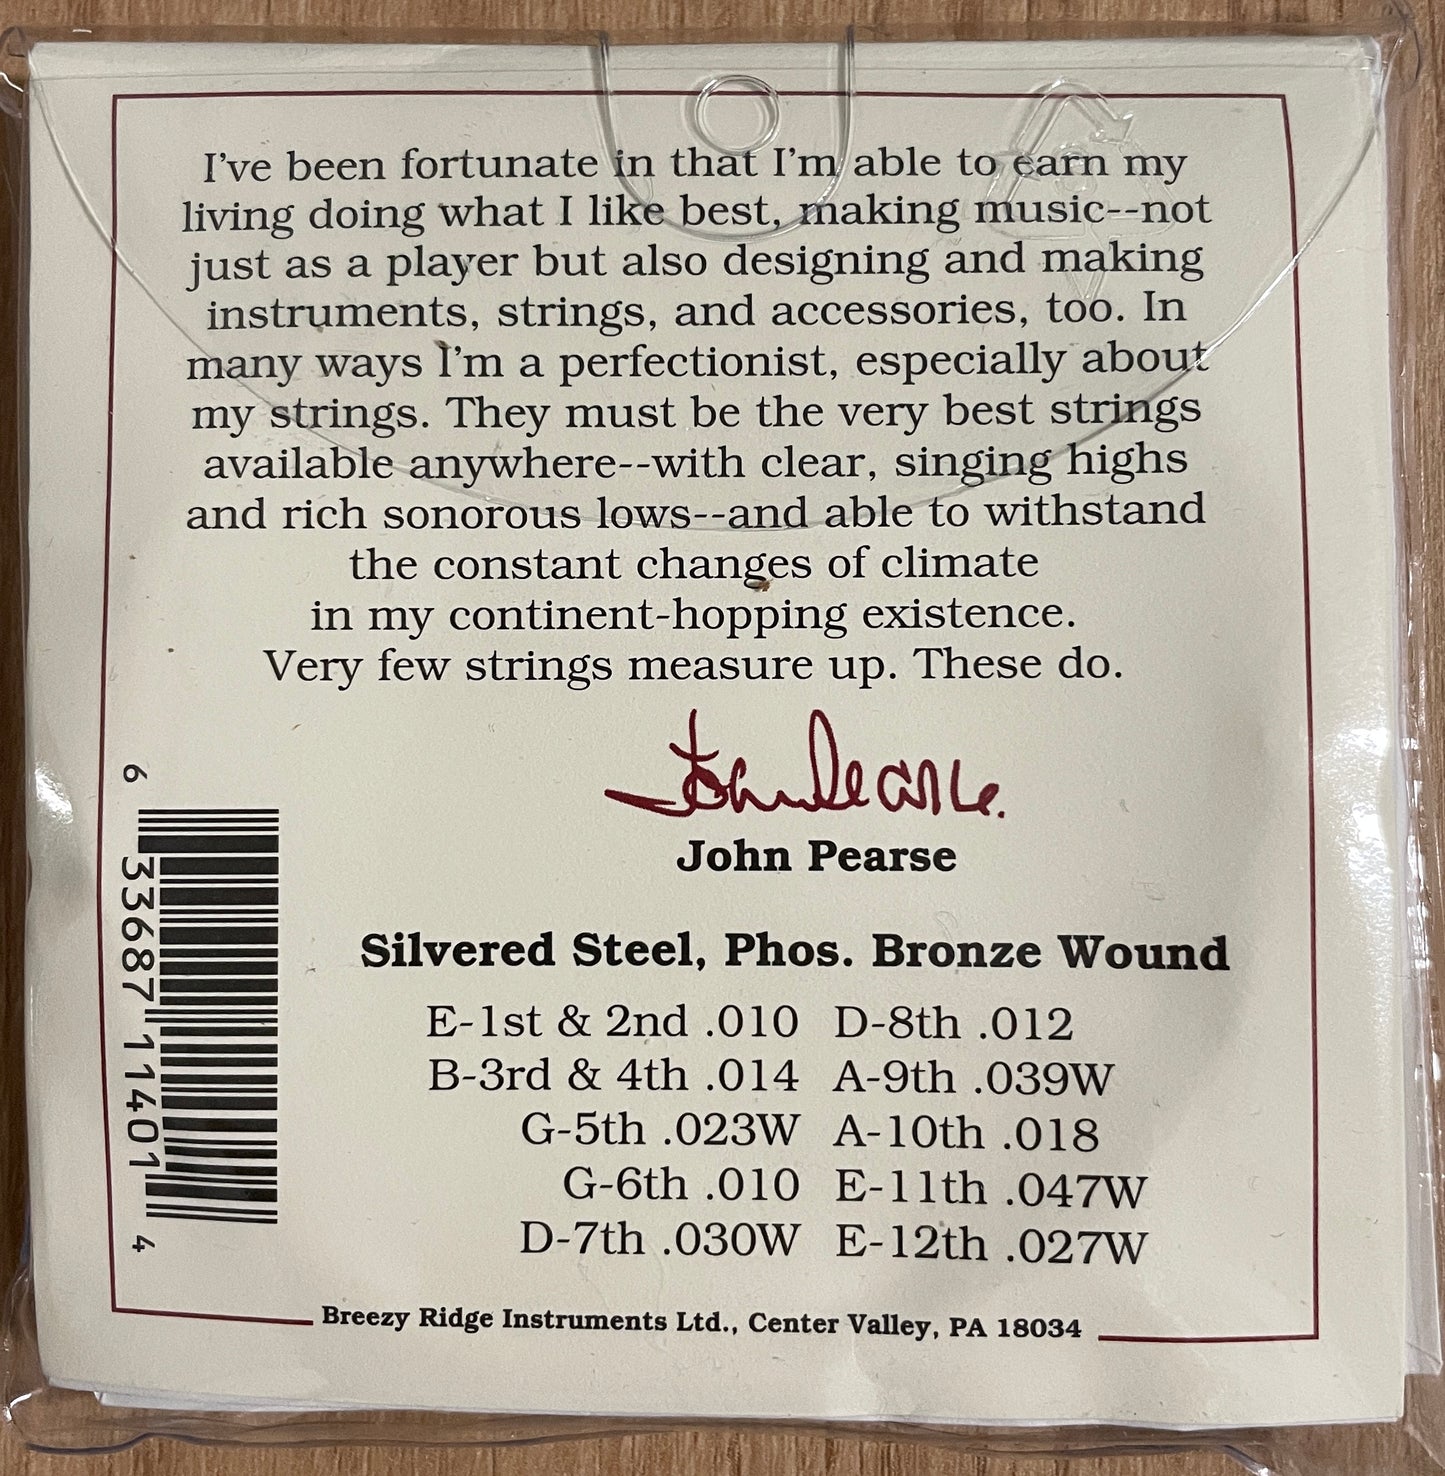 I've been fortunate in that I'm able to earn my
living doing what I like best, making music--not
just as a player but also designing and making
instruments, strings, and accessories, too. In
many ways I'm a perfectionist, especially about
my strings. They must be the very best strings
available anywhere--with clear, singing highs
and rich sonorous lows--and able to withstand
the constant changes of climate
in my continent-hopping existence.
Very few strings measure up. These do.
John Pearse.
John Pearse
6 33687 11401 4
Silvered Steel, Phos. Bronze Wound
E-1st & 2nd .010 D-8th .012
B-3rd & 4th .014 A-9th .039W
G-5th .023W A-10th .018
G-6th .010 E-11th .047W
D-7th .030W E-12th .027W
Breezy Ridge Instruments Ltd., Center Valley, PA 18034